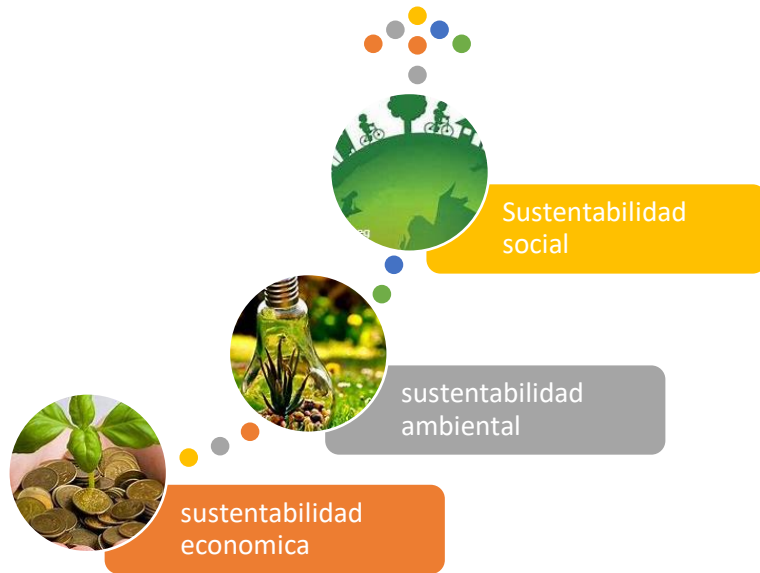 Sustentabilidad
social
sustentabilidad
ambiental
sustentabilidad
economica